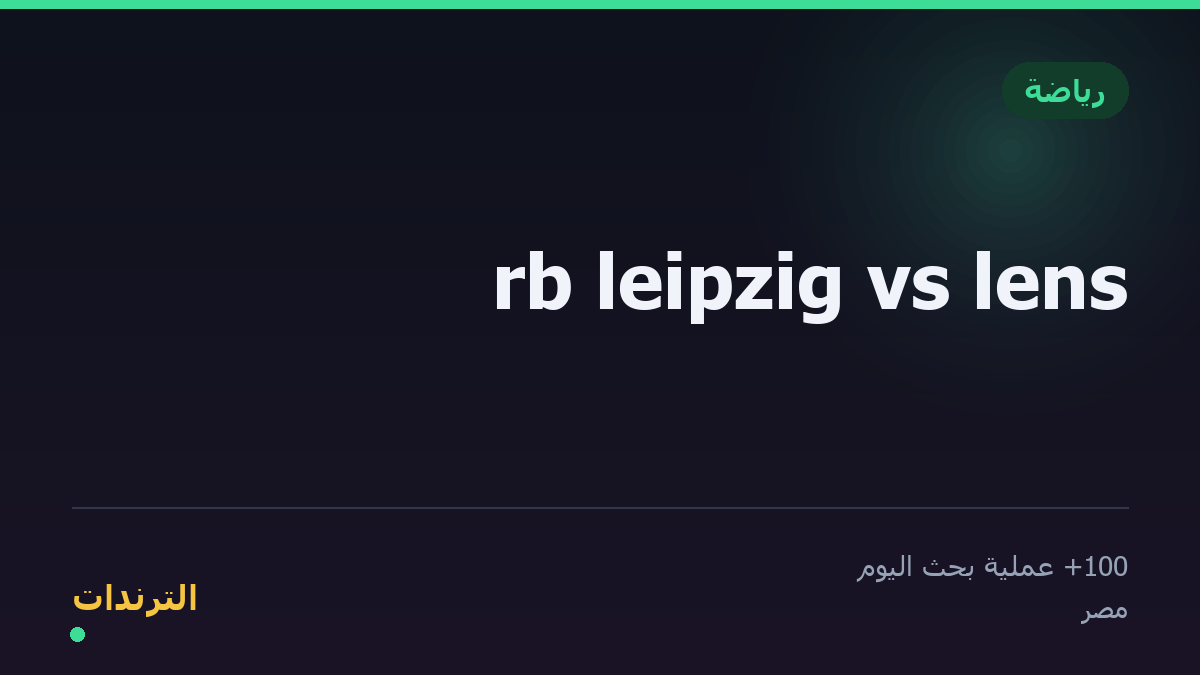 رياضة
rb leipzig vs lens
+100 عملية بحث اليوم
مصر
الترندات